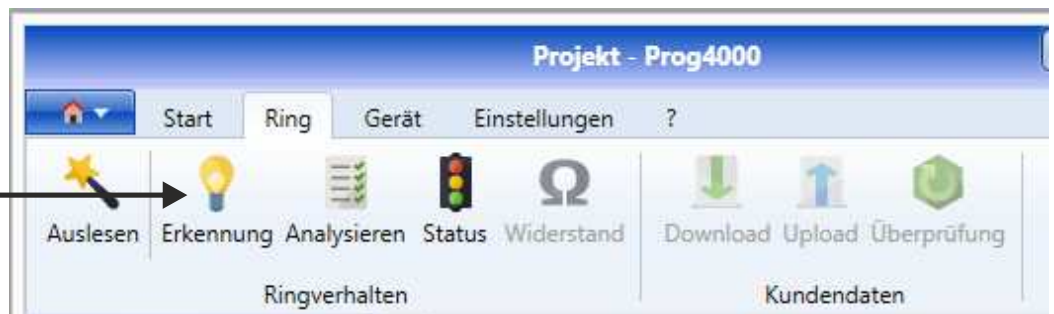 Projekt - Prog4000
Start Ring Gerät Einstellungen ?
Auslesen Erkennung Analysieren Status Widerstand Download Upload Überprüfung
Ringverhalten Kundendaten